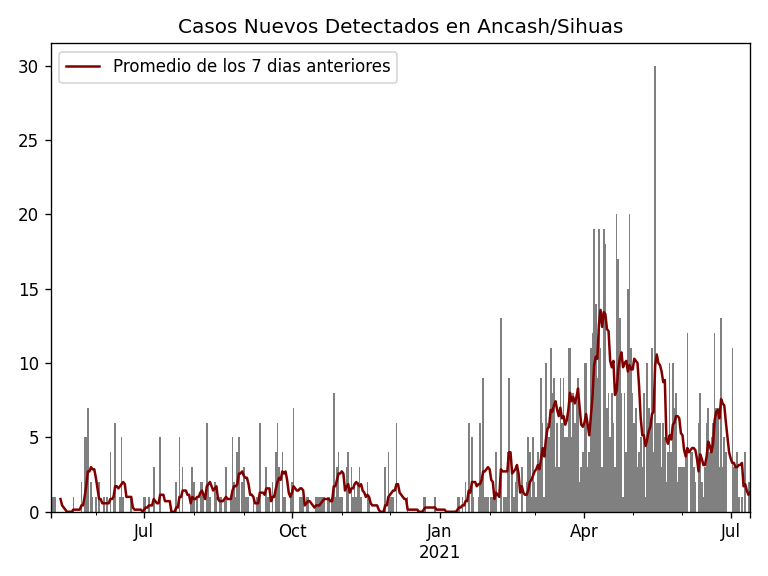 Casos Nuevos Detectados en Ancash/Sihuas
Promedio de los 7 dias anteriores
30
25
20
15
10
5
0
Jul
Oct
Jan
2021
Apr
Jul